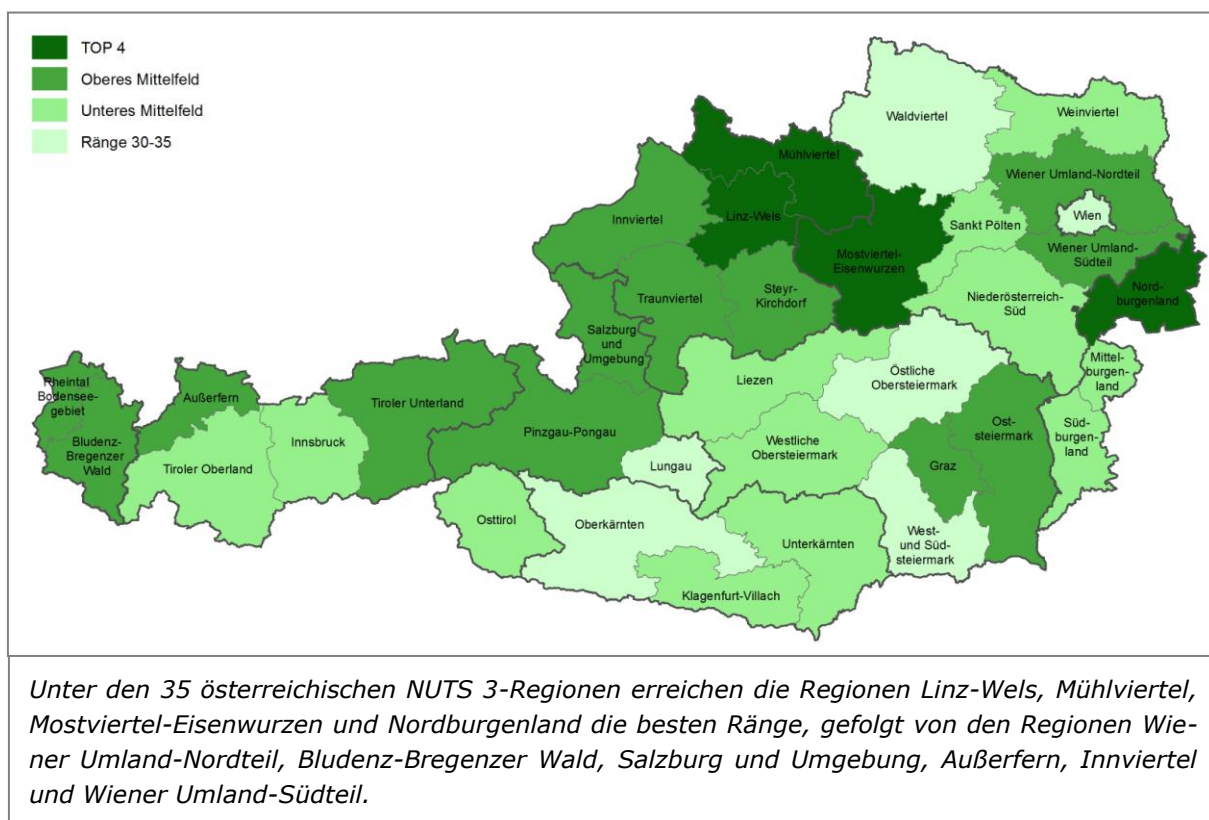 TOP 4
Oberes Mittelfeld
Unteres Mittelfeld
Ränge 30-35
Waldviertel
Weinviertel
Mühlviertel
Wiener Umland-Nordteil
Linz-Wels
Innviertel
Wien
Sankt Pölten
Mostviertel-
Eisenwurzen
Wiener Umland-
Südteil
Nord-
burgenland
Traunviertel
Steyr-
Kirchdorf
Niederösterreich-
Süd
Salzburg
und
Umgebung
Mittel-
burgen-
land
Östliche
Obersteiermark
Liezen
Rheintal
Bodensee-
gebiet
Außerfern
Tiroler Unterland
Bludenz-
Bregenzer
Wald
Innsbruck
Tiroler Oberland
Pinzgau-Pongau
Westliche
Obersteiermark
Ost-
steiermark
Süd-
burgen-
land
Graz
Lungau
Osttirol
Oberkärnten
Unterkärnten
West-
und Süd-
steiermark
Klagenfurt-Villach
Unter den 35 österreichischen NUTS 3-Regionen erreichen die Regionen Linz-Wels, Mühlviertel,
Mostviertel-Eisenwurzen und Nordburgenland die besten Ränge, gefolgt von den Regionen Wie-
ner Umland-Nordteil, Bludenz-Bregenzer Wald, Salzburg und Umgebung, Außerfern, Innviertel
und Wiener Umland-Südteil.